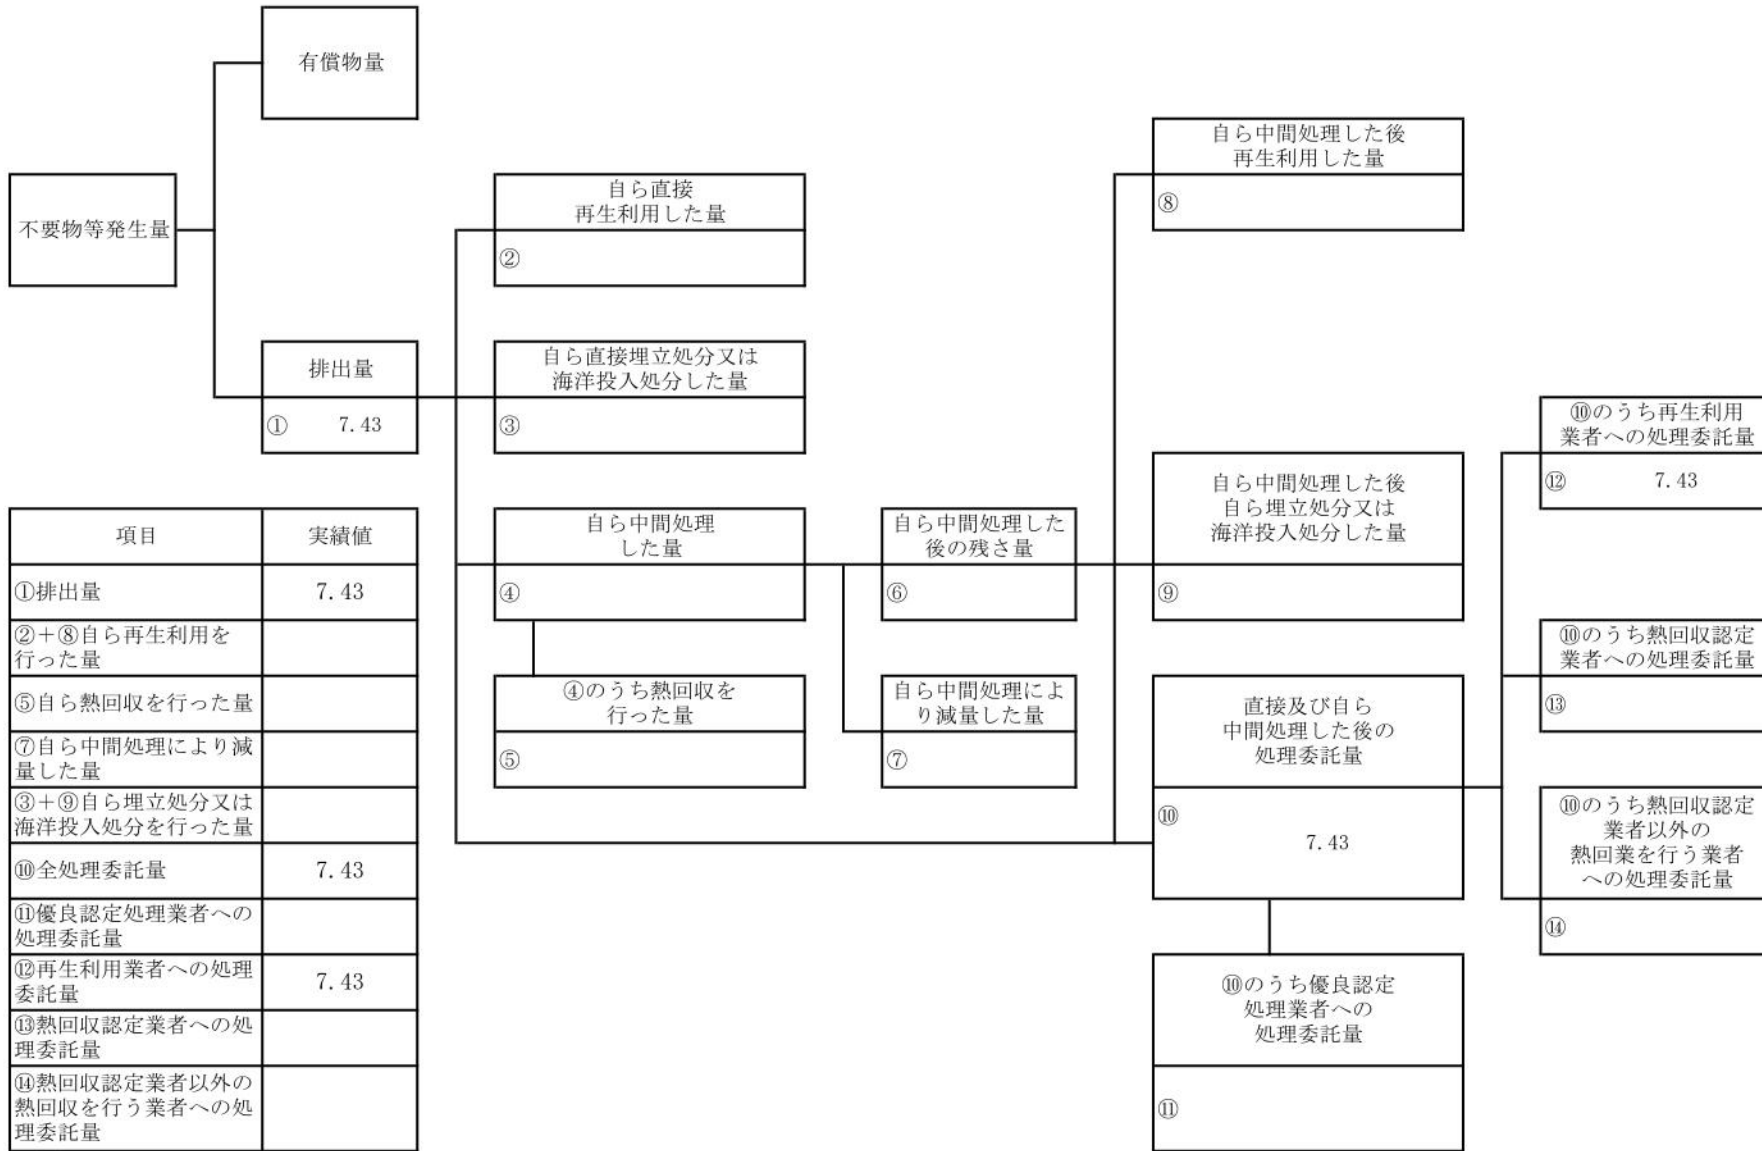 有償物量
不要物等発生量
排出量
① 7.43
自ら直接
再生利用した量
②
自ら直接埋立処分又は
海洋投入処分した量
③
自ら中間処理
した量
④
④のうち熱回収を
行った量
⑤
自ら中間処理した
後の残さ量
⑥
自ら中間処理によ
り減量した量
⑦
自ら中間処理した後
再生利用した量
⑧
自ら中間処理した後
自ら埋立処分又は
海洋投入処分した量
⑨
直接及び自ら
中間処理した後の
処理委託量
⑩
7.43
⑩のうち優良認定
処理業者への
処理委託量
⑪
⑩のうち再生利用
業者への処理委託量
⑫ 7.43
⑩のうち熱回収認定
業者への処理委託量
⑬
⑩のうち熱回収認定
業者以外の
熱回業を行う業者
への処理委託量
⑭
項目 実績値
①排出量 7.43
②+⑧自ら再生利用を
行った量
⑤自ら熱回収を行った量
⑦自ら中間処理により減
量した量
③+⑨自ら埋立処分又は
海洋投入処分を行った量
⑩全処理委託量 7.43
⑪優良認定処理業者への
処理委託量
⑫再生利用業者への処理
委託量 7.43
⑬熱回収認定業者への処
理委託量
⑭熱回収認定業者以外の
熱回収を行う業者への処
理委託量